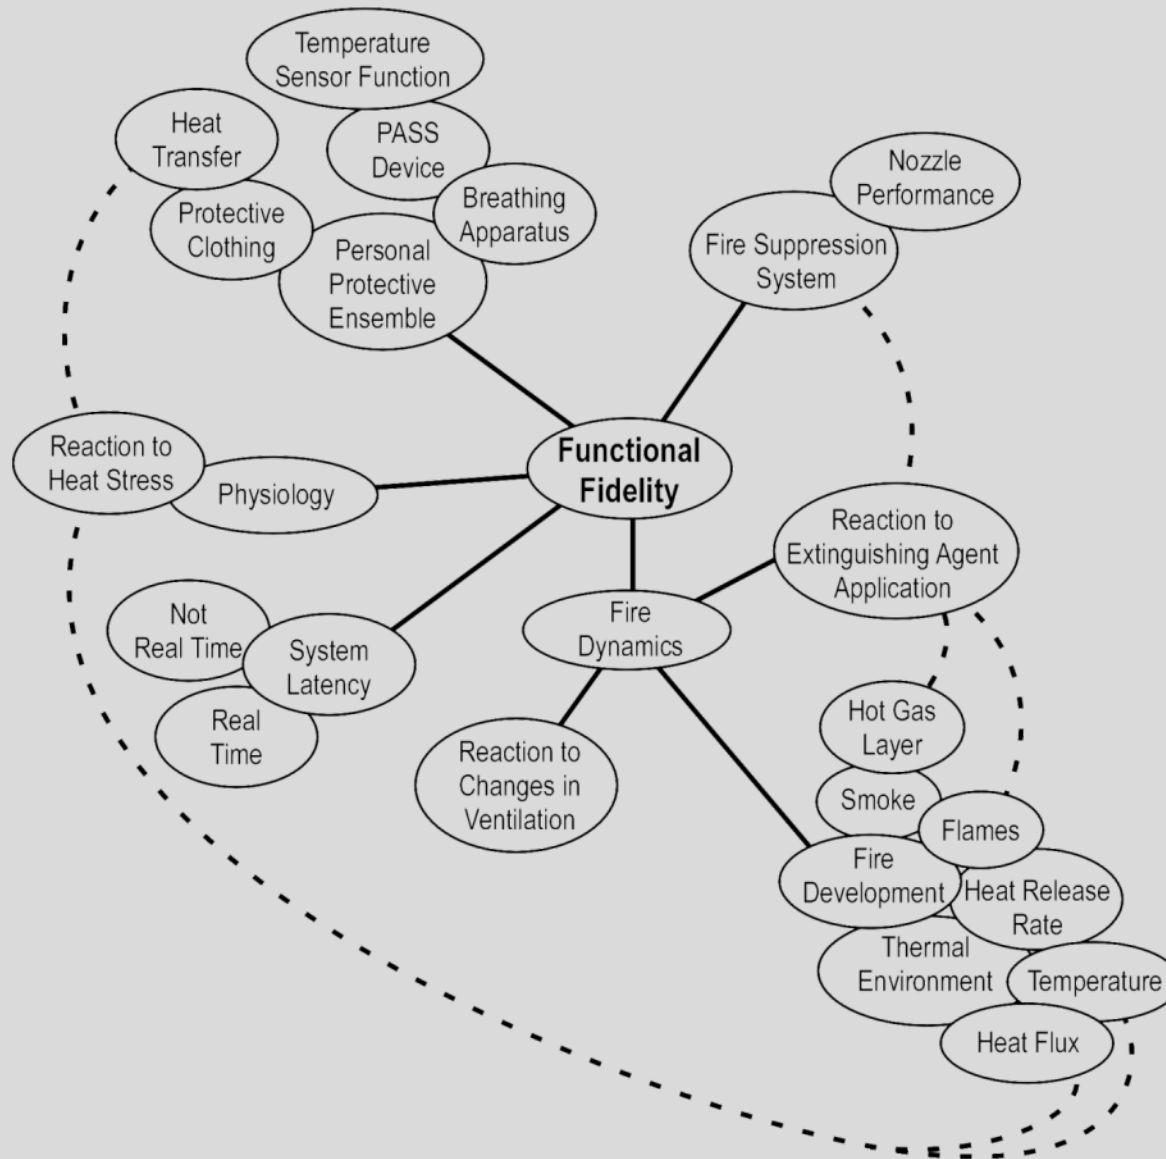 Temperature
Sensor Function
Heat
Transfer
PASS
Device
Nozzle
Performance
Protective
Clothing
Breathing
Apparatus
Personal
Protective
Ensemble
Fire Suppression
System
Functional
Fidelity
Reaction to
Heat Stress
Physiology
Reaction to
Extinguishing Agent
Application
Not
Real Time
System
Latency
Fire
Dynamics
Real
Time
Reaction to
Changes in
Ventilation
Hot Gas
Layer
Smoke
Flames
Fire
Development
Heat Release
Rate
Thermal
Environment
Temperature
Heat Flux